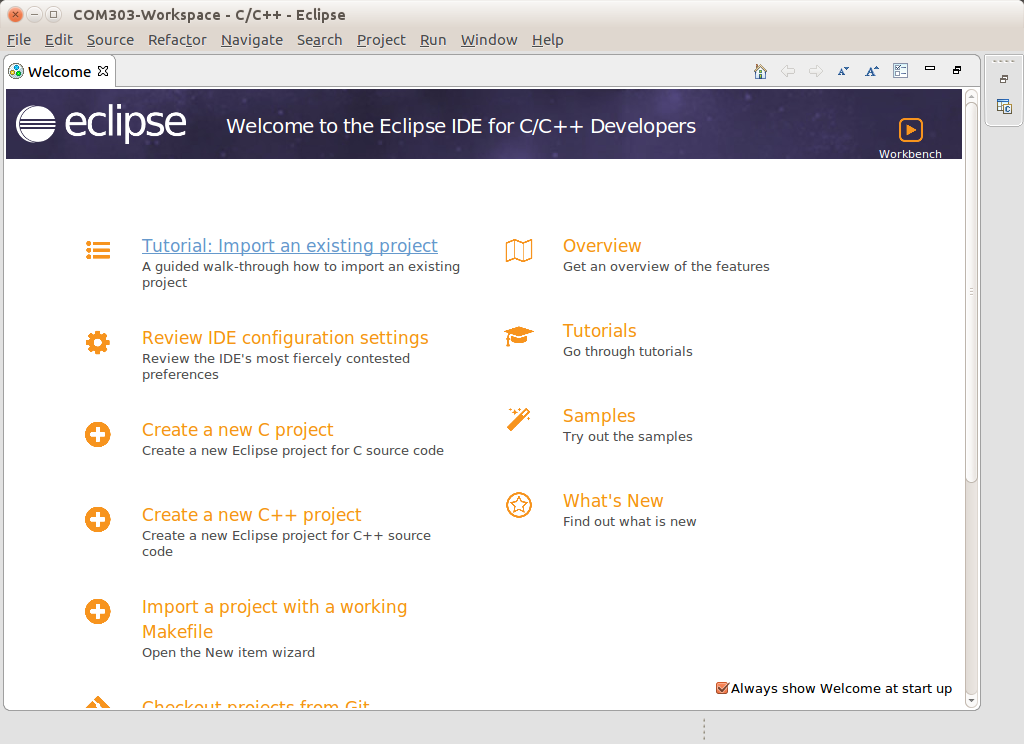 COM303-Workspace - C/C++ - Eclipse
File Edit Source Refactor Navigate Search Project Run Window Help
Welcome
eclipse
Welcome to the Eclipse IDE for C/C++ Developers
Workbench
Tutorial: Import an existing project
A guided walk-through how to import an existing
project
Review IDE configuration settings
Review the IDE's most fiercely contested
preferences
Create a new C project
Create a new Eclipse project for C source code
Create a new C++ project
Create a new Eclipse project for C++ source
code
Import a project with a working
Makefile
Open the New item wizard
Checkout projects from Git
Overview
Get an overview of the features
Tutorials
Go through tutorials
Samples
Try out the samples
What's New
Find out what is new
Always show Welcome at start up